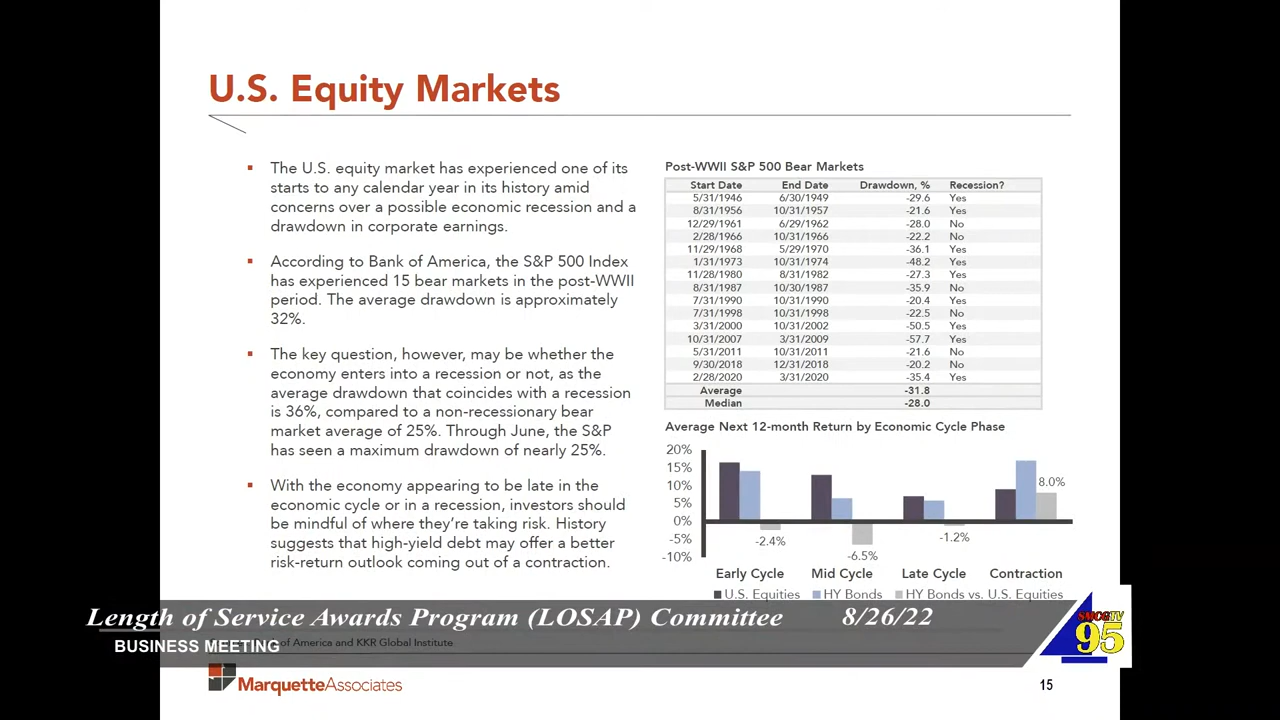 U.S. Equity Markets
The U.S. equity market has experienced one of its
starts to any calendar year in its history amid
concerns over a possible economic recession and a
drawdown in corporate earnings.
According to Bank of America, the S&P 500 Index
has experienced 15 bear markets in the post-WWII
period. The average drawdown is approximately
32%.
The key question, however, may be whether the
economy enters into a recession or not, as the
average drawdown that coincides with a recession
is 36%, compared to a non-recessionary bear
market average of 25%. Through June, the S&P
has seen a maximum drawdown of nearly 25%.
With the economy appearing to be late in the
economic cycle or in a recession, investors should
be mindful of where they're taking risk. History
suggests that high-yield debt may offer a better
risk-return outlook coming out of a contraction.
Post-WWII S&P 500 Bear Markets
Start Date End Date Drawdown, % Recession?
5/31/1946 6/30/1949 -29.6 Yes
8/31/1956 10/31/1957 -21.6 Yes
12/29/1961 6/29/1962 -28.0 No
2/28/1966 10/31/1966 -22.2 No
11/29/1968 5/29/1970 -36.1 Yes
1/31/1973 10/31/1974 -48.2 Yes
11/28/1980 8/31/1982 -27.3 Yes
8/31/1987 10/30/1987 -35.9 No
7/31/1990 10/31/1990 -20.4 Yes
7/31/1998 10/31/1998 -22.5 No
3/31/2000 10/31/2002 -50.5 Yes
10/31/2007 3/31/2009 -57.7 Yes
5/31/2011 10/31/2011 -21.6 No
9/30/2018 12/31/2018 -20.2 No
2/28/2020 3/31/2020 -35.4 Yes
Average -31.8
Median -28.0
Average Next 12-month Return by Economic Cycle Phase
20%
15%
10%
5%
0%
-5%
-10%
-2.4%
-6.5%
-1.2%
8.0%
Early Cycle Mid Cycle Late Cycle Contraction
U.S. Equities HY Bonds HY Bonds vs. U.S. Equities
Length of Service Awards Program (LOSAP) Committee 8/26/22
of America and KKR Global Institute
BUSINESS MEETING
SMCGTV
95
MarquetteAssociates
15